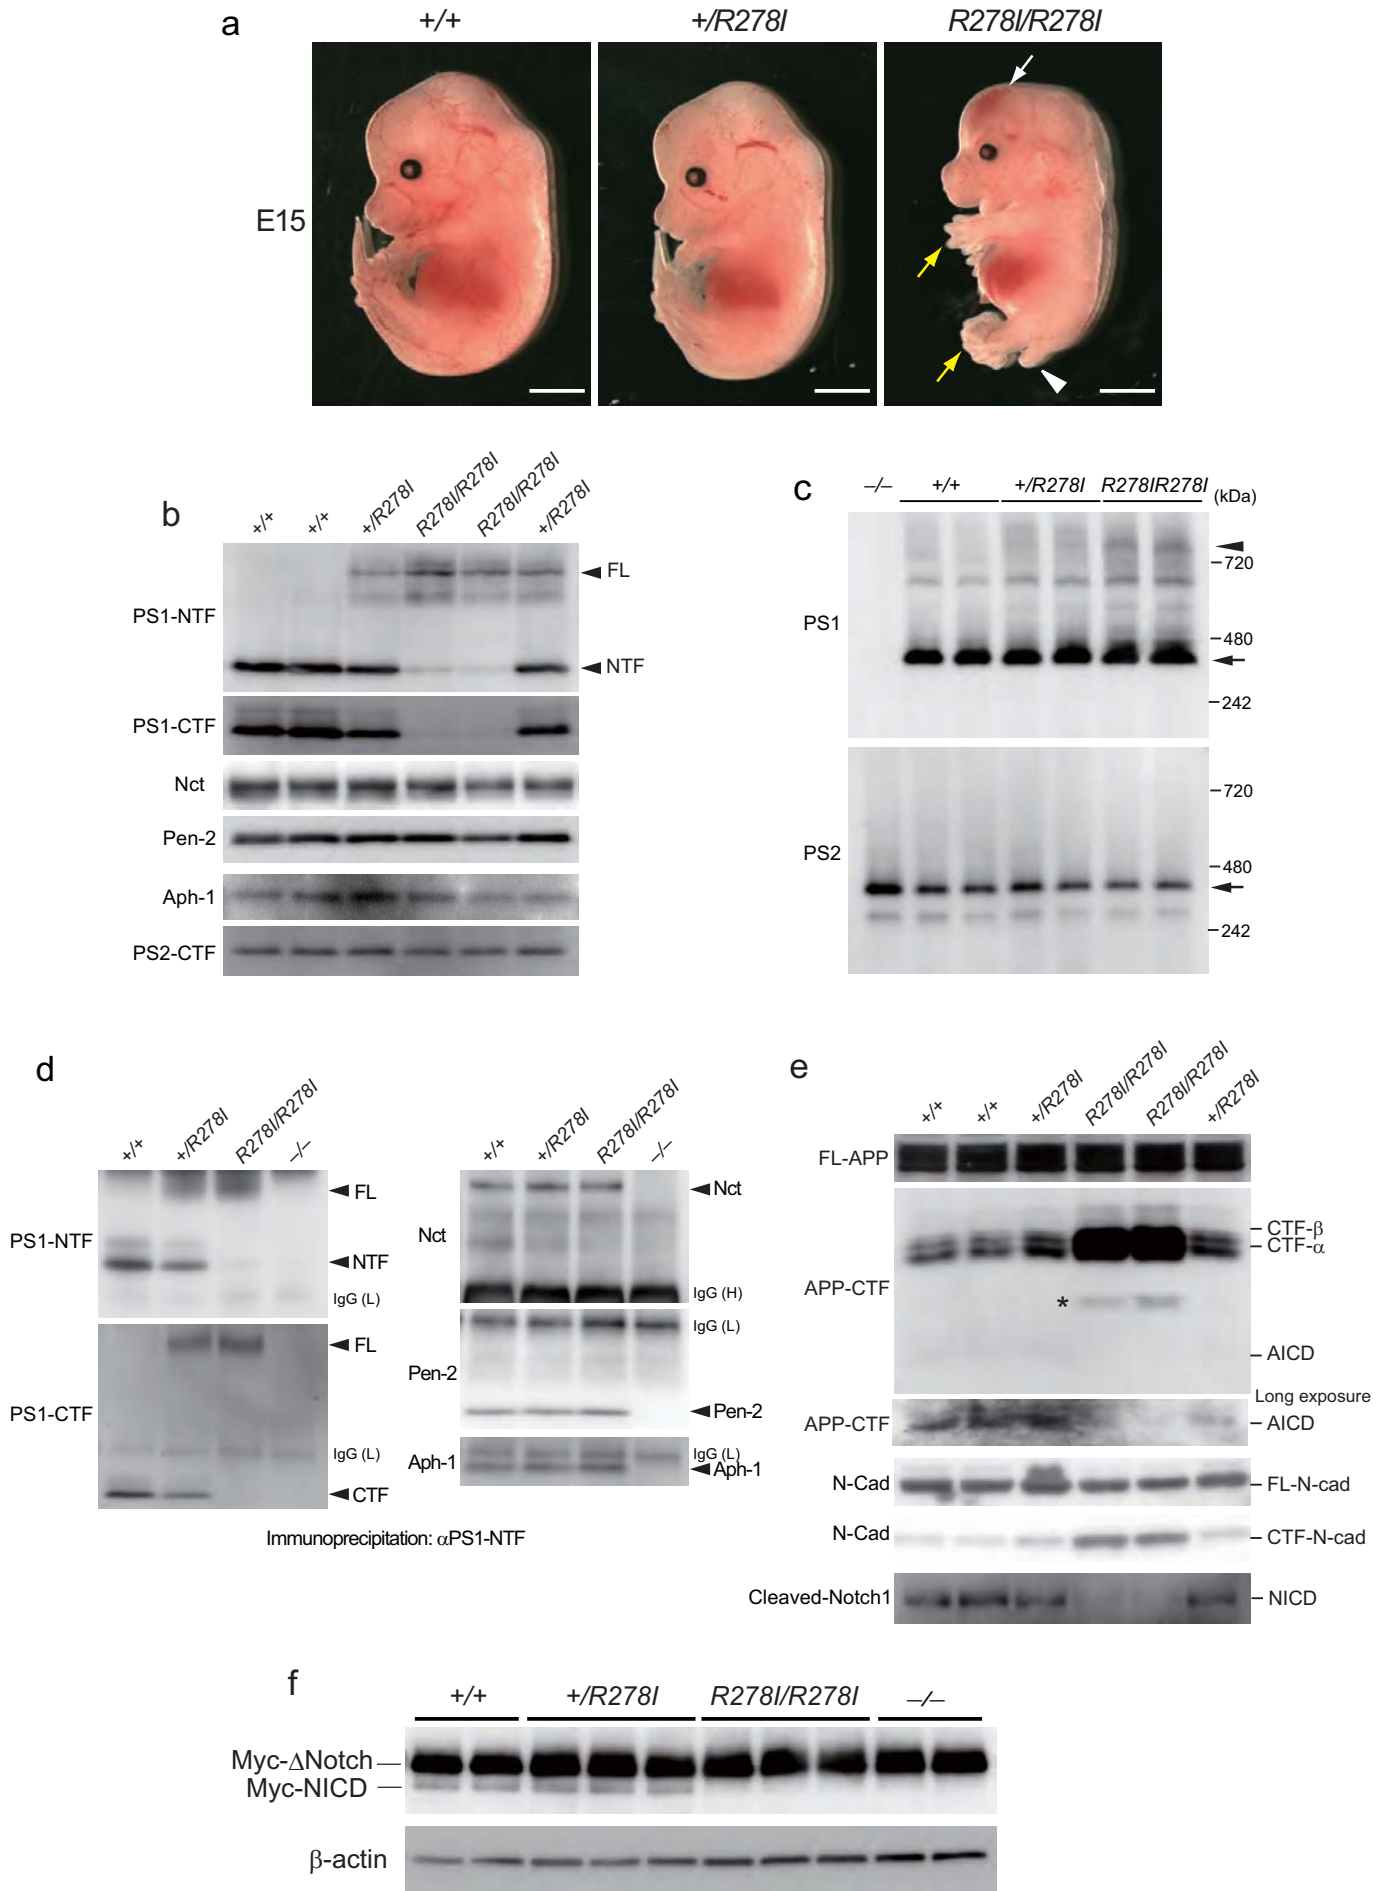 a
+/+
+/R278I
R278I/R278I
E15
b
+/+
+/+
+/R278I
R278I/R278I
R278I/R278I
+/R278I
PS1-NTF
FL
NTF
PS1-CTF
Nct
Pen-2
Aph-1
PS2-CTF
c
–/–
+/+
+/R278I
R278IR278I
(kDa)
PS1
720
480
242
PS2
720
480
242
d
+/+
+/R278I
R278I/R278I
–/–
PS1-NTF
FL
NTF
IgG (L)
PS1-CTF
FL
IgG (L)
CTF
+/+
+/R278I
R278I/R278I
–/–
Nct
Nct
IgG (H)
IgG (L)
Pen-2
Pen-2
Aph-1
IgG (L)
Aph-1
Immunoprecipitation: αPS1-NTF
e
+/+
+/+
+/R278I
R278I/R278I
R278I/R278I
+/R278I
FL-APP
CTF-β
CTF-α
APP-CTF
*
AICD
Long exposure
APP-CTF
AICD
N-Cad
FL-N-cad
N-Cad
CTF-N-cad
Cleaved-Notch1
NICD
f
+/+
+/R278I
R278I/R278I
–/–
Myc-ΔNotch
Myc-NICD
β-actin